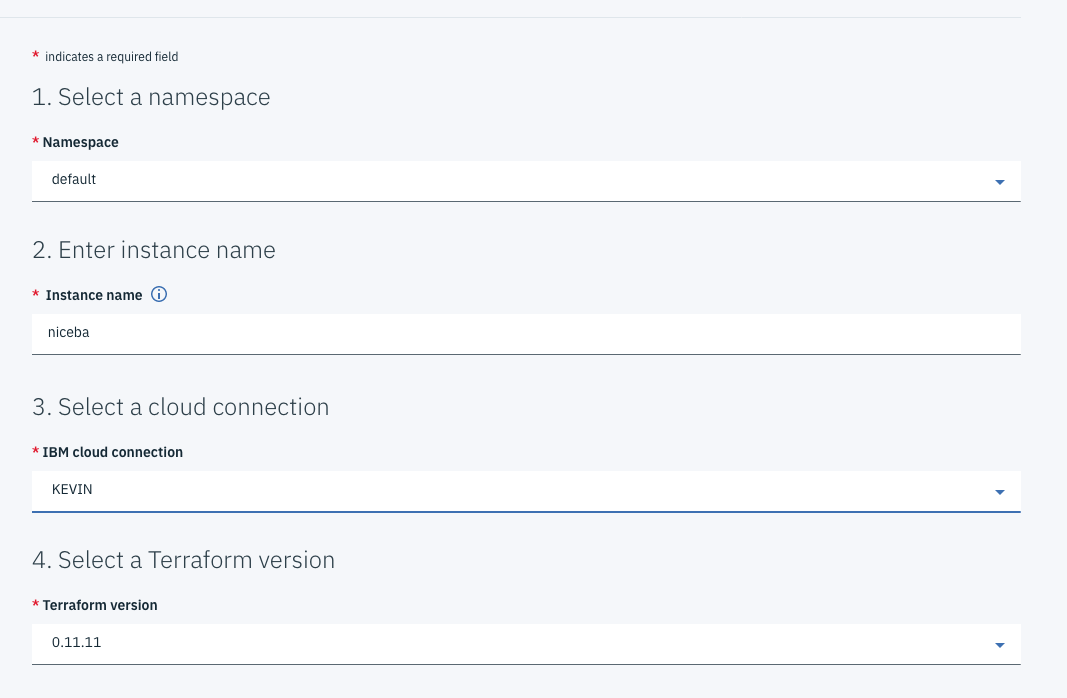 * indicates a required field
1. Select a namespace
* Namespace
default
2. Enter instance name
* Instance name
niceba
3. Select a cloud connection
* IBM cloud connection
KEVIN
4. Select a Terraform version
* Terraform version
0.11.11